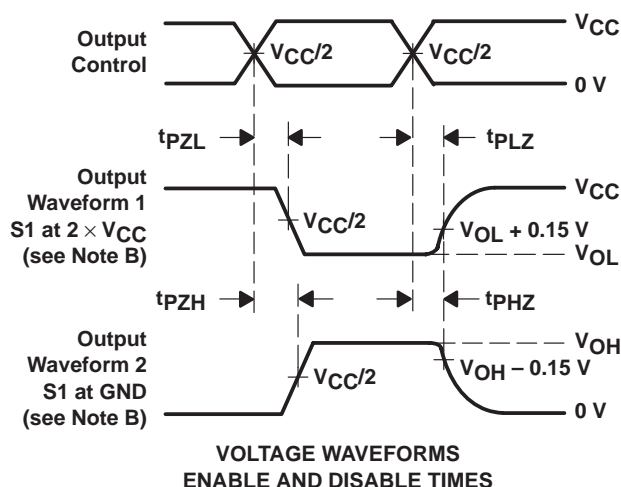 Output
Control
VCC/2
VCC/2
VCC
0 V
tPZL
tPLZ
Output
Waveform 1
S1 at 2 × VCC
(see Note B)
VCC/2
VCC
VOL + 0.15 V
VOL
tPZH
tPHZ
Output
Waveform 2
S1 at GND
(see Note B)
VCC/2
VOH
VOH – 0.15 V
0 V
VOLTAGE WAVEFORMS
ENABLE AND DISABLE TIMES